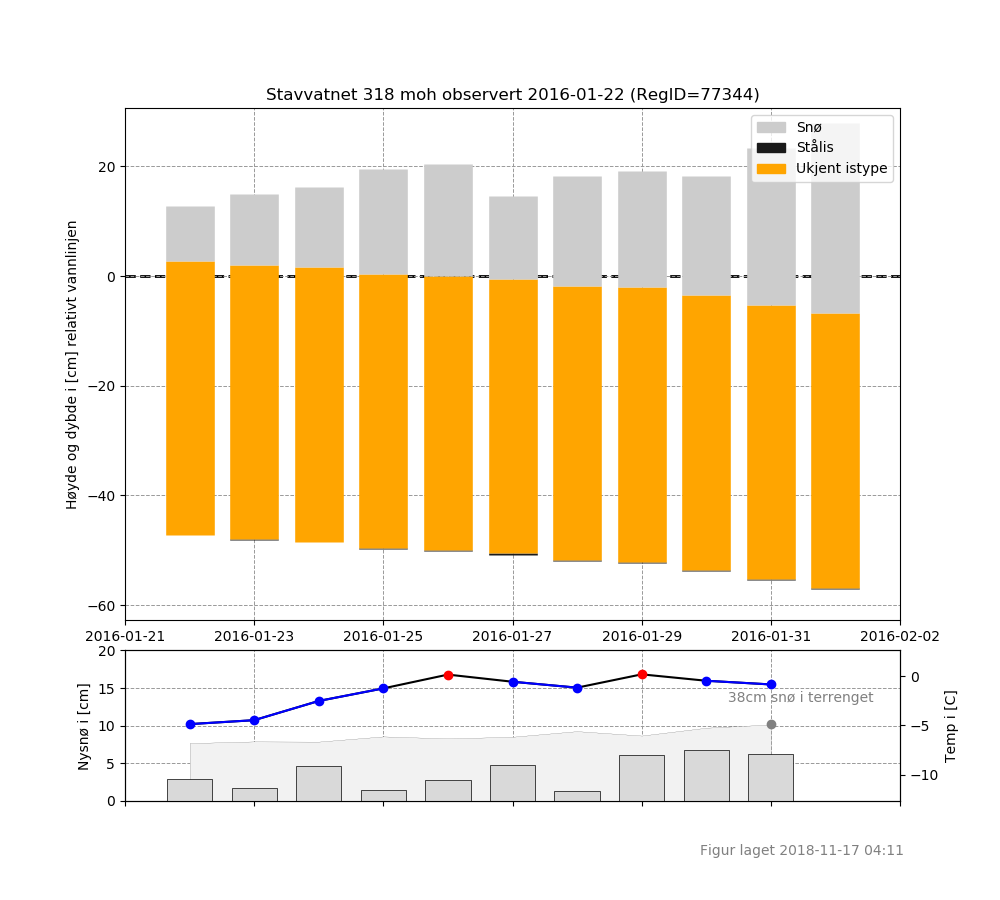 Stavvatnet 318 moh observert 2016-01-22 (RegID=77344)
Snø
Stålis
Ukjent istype
Høyde og dybde i [cm] relativt vannlinjen
20
0
−20
−40
−60
2016-01-21 2016-01-23 2016-01-25 2016-01-27 2016-01-29 2016-01-31 2016-02-02
Nysnø i [cm]
20
15
10
5
0
38cm snø i terrenget
0
−5
−10
Temp i [C]
Figur laget 2018-11-17 04:11